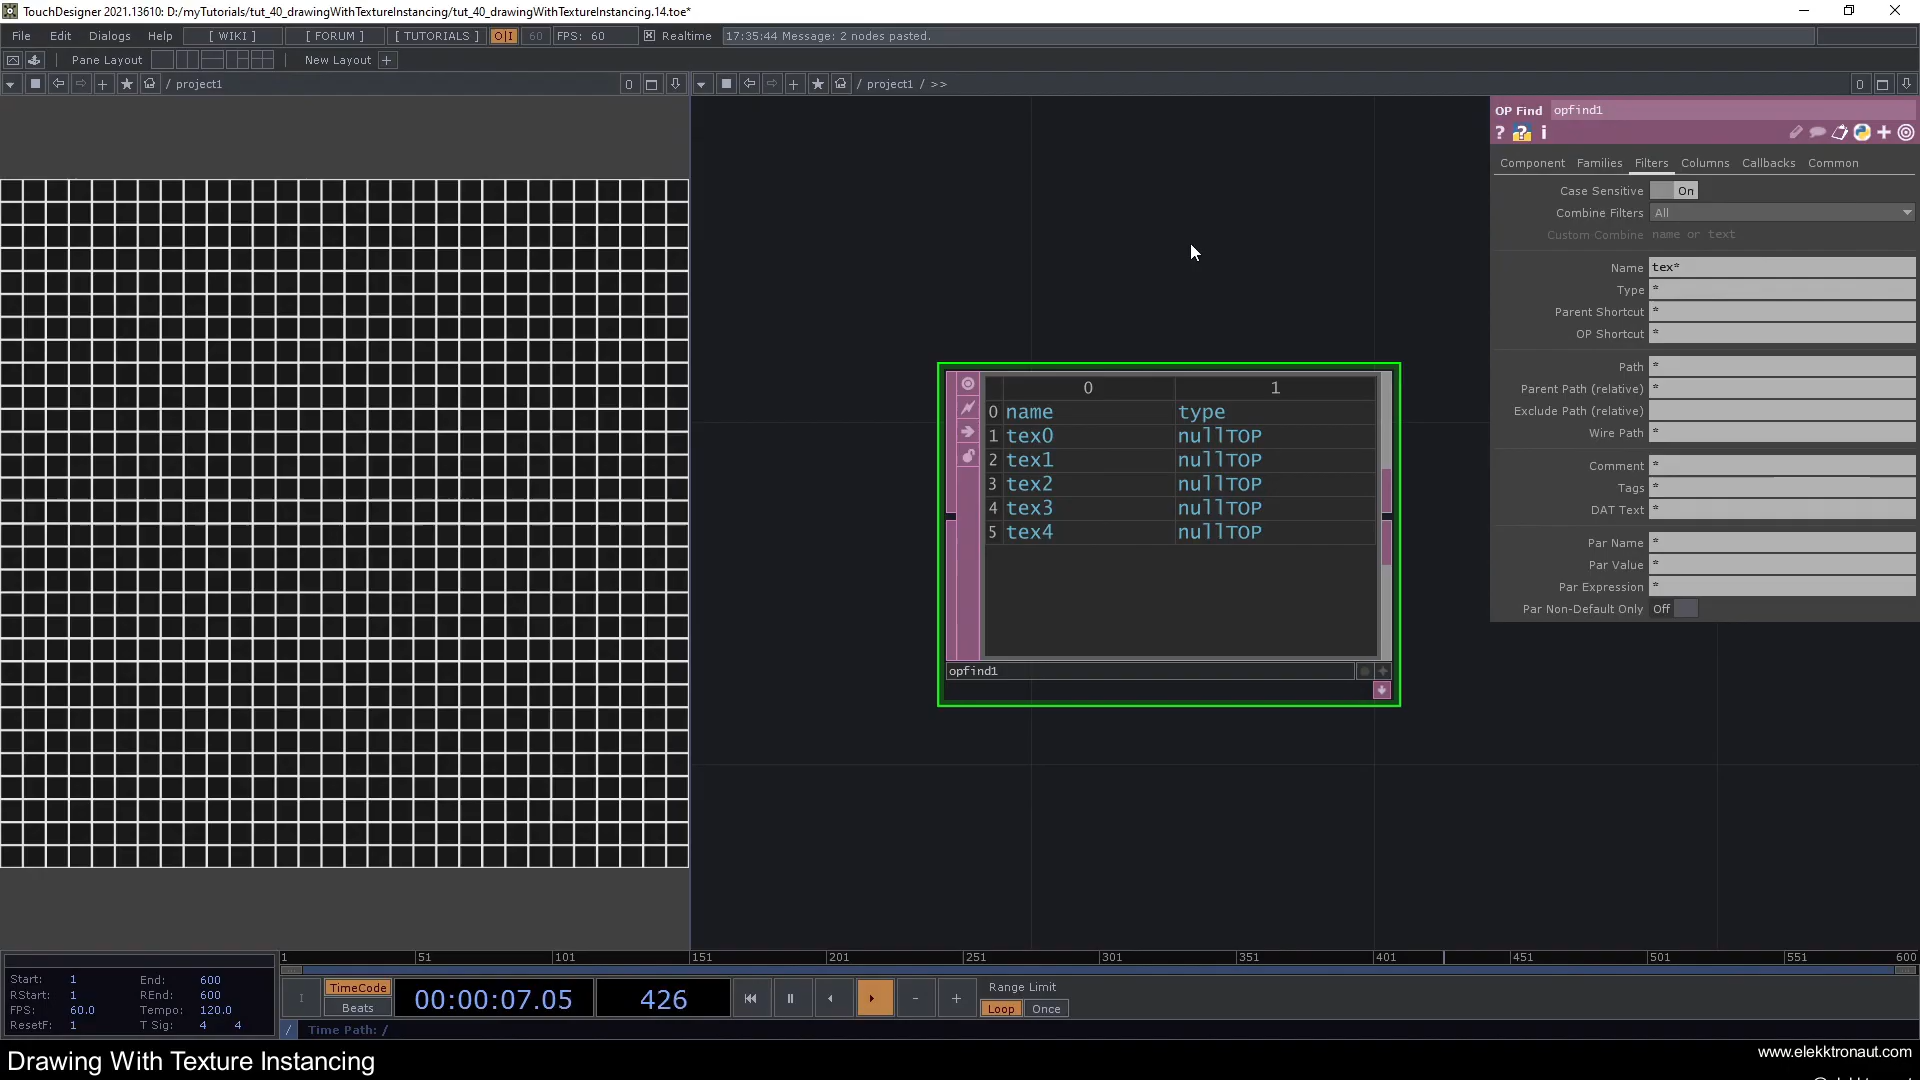 TouchDesigner 2021.13610: D:/myTutorials/tut_40_drawingWithTextureInstancing/tut_40_drawingWithTextureInstancing.14.toe*
File Edit Dialogs Help [ WIKI ] [ FORUM ] [ TUTORIALS ] O|I 60 FPS: 60 Realtime 17:35:44 Message: 2 nodes pasted.
Pane Layout New Layout +
/ project1 0 / project1 / >> 0
OP Find opfind1
? ? i
Component Families Filters Columns Callbacks Common
Case Sensitive On
Combine Filters All
Custom Combine name or text
Name tex*
Type *
Parent Shortcut *
OP Shortcut *
Path *
Parent Path (relative) *
Exclude Path (relative)
Wire Path *
Comment *
Tags *
DAT Text *
Par Name *
Par Value *
Par Expression *
Par Non-Default Only Off
0 1
0 name type
1 tex0 nullTOP
2 tex1 nullTOP
3 tex2 nullTOP
4 tex3 nullTOP
5 tex4 nullTOP
opfind1
1 51 101 151 201 251 301 351 401 451 501 551 600
Start: 1 End: 600
RStart: 1 REnd: 600
FPS: 60.0 Tempo: 120.0
ResetF: 1 T Sig: 4 4
I TimeCode Beats 00:00:07.05 426 - + Range Limit
Loop Once
/ Time Path: /
Drawing With Texture Instancing
www.elekktronaut.com